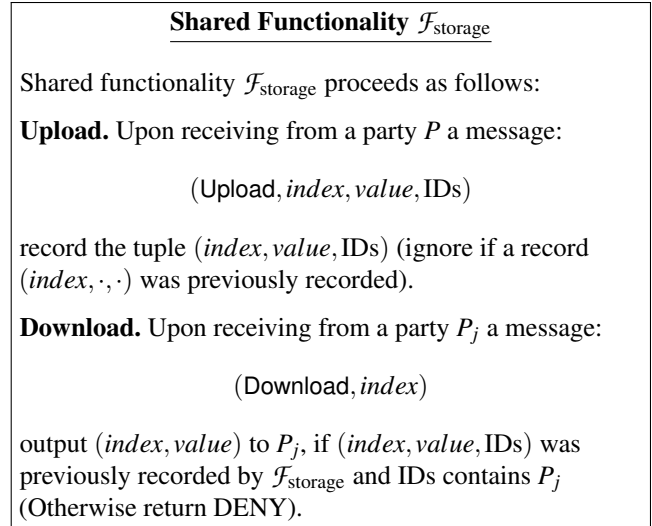 Shared Functionality ℱstorage
Shared functionality ℱstorage proceeds as follows:
Upload. Upon receiving from a party P a message:
(Upload, index, value, IDs)
record the tuple (index, value, IDs) (ignore if a record
(index, ·, ·) was previously recorded).
Download. Upon receiving from a party Pj a message:
(Download, index)
output (index, value) to Pj, if (index, value, IDs) was
previously recorded by ℱstorage and IDs contains Pj
(Otherwise return DENY).